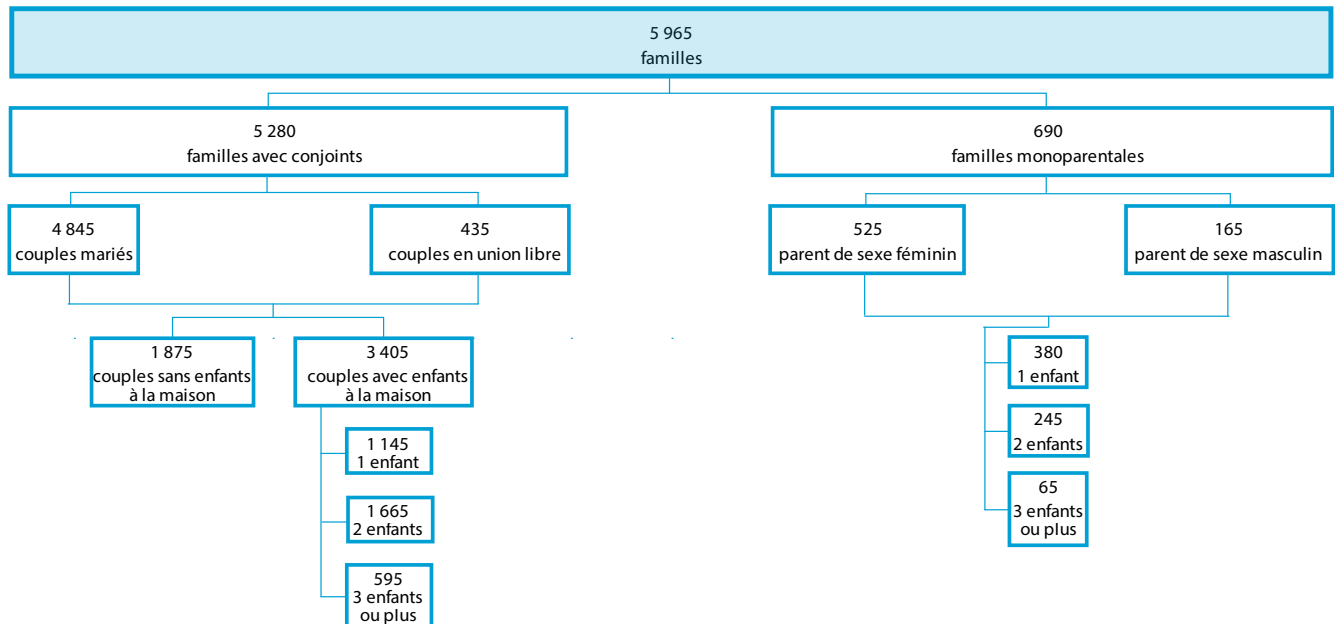 5 965
familles
5 280
familles avec conjoints
690
familles monoparentales
4 845
couples mariés
435
couples en union libre
525
parent de sexe féminin
165
parent de sexe masculin
1 875
couples sans enfants
à la maison
3 405
couples avec enfants
à la maison
1 145
1 enfant
1 665
2 enfants
595
3 enfants
ou plus
380
1 enfant
245
2 enfants
65
3 enfants
ou plus